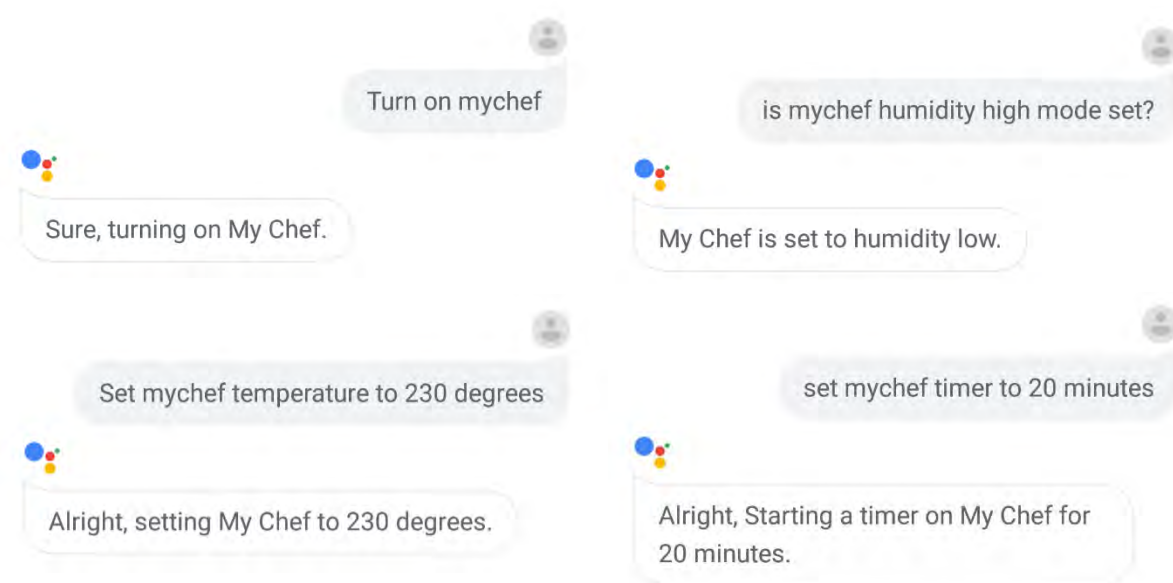 Turn on mychef
Sure, turning on My Chef.
Set mychef temperature to 230 degrees
Alright, setting My Chef to 230 degrees.
is mychef humidity high mode set?
My Chef is set to humidity low.
set mychef timer to 20 minutes
Alright, Starting a timer on My Chef for
20 minutes.